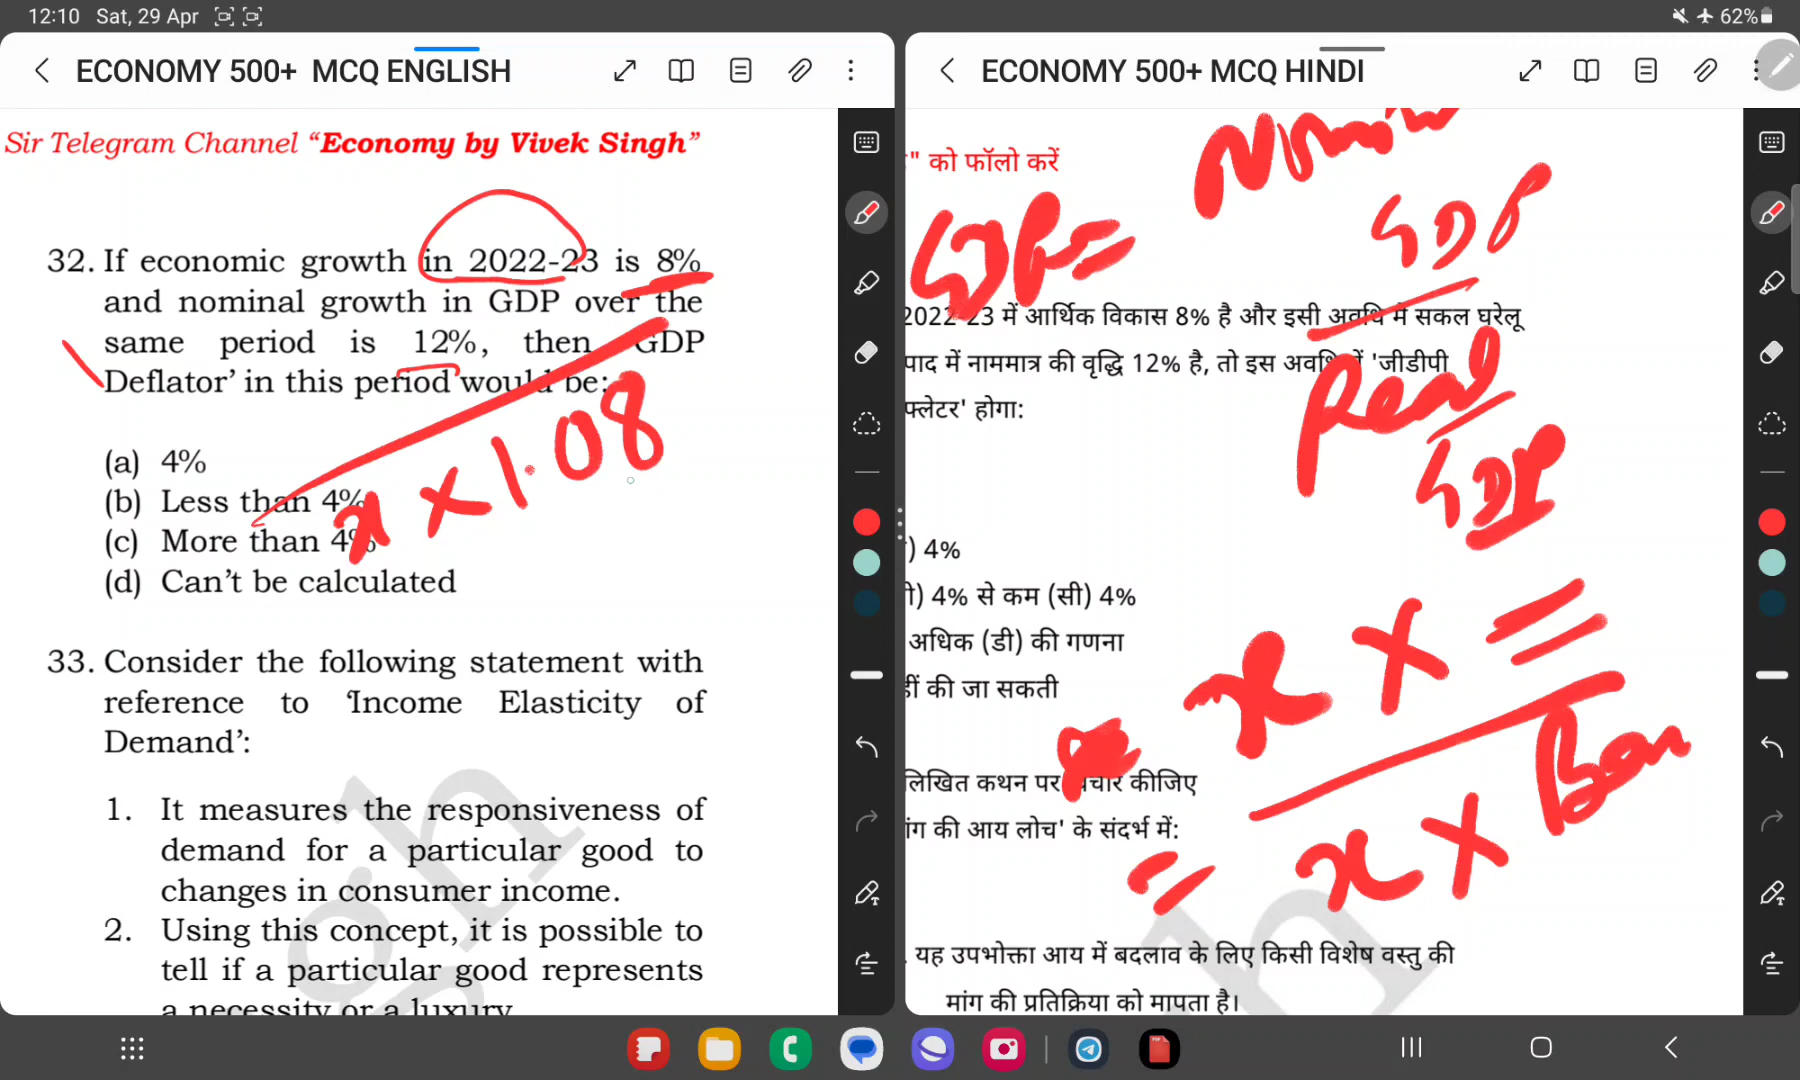 12:10 Sat, 29 Apr
62%
ECONOMY 500+ MCQ ENGLISH
Sir Telegram Channel “Economy by Vivek Singh”
32. If economic growth in 2022-23 is 8%
and nominal growth in GDP over the
same period is 12%, then GDP
Deflator’ in this period would be:
x × 1.08
(a) 4%
(b) Less than 4%
(c) More than 4%
(d) Can’t be calculated
33. Consider the following statement with
reference to ‘Income Elasticity of
Demand’:
1. It measures the responsiveness of
demand for a particular good to
changes in consumer income.
2. Using this concept, it is possible to
tell if a particular good represents
a necessity or a luxury.
gh
ECONOMY 500+ MCQ HINDI
" को फॉलो करें
GDP
Real
GDP
2022-23 में आर्थिक विकास 8% है और इसी अवधि में सकल घरेलू
पाद में नाममात्र की वृद्धि 12% है, तो इस अवधि में 'जीडीपी
फ्लेटर' होगा:
) 4%
ी) 4% से कम (सी) 4%
अधिक (डी) की गणना
हीं की जा सकती
x × =
x ×
=
लिखित कथन पर विचार कीजिए
ांग की आय लोच' के संदर्भ में:
. यह उपभोक्ता आय में बदलाव के लिए किसी विशेष वस्तु की
मांग की प्रतिक्रिया को मापता है।
h